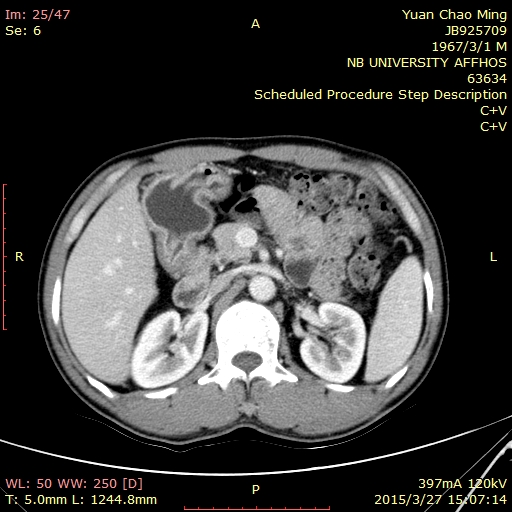 Im: 25/47
Se: 6
A
Yuan Chao Ming
JB925709
1967/3/1 M
NB UNIVERSITY AFFHOS
63634
Scheduled Procedure Step Description
C+V
C+V
R
L
WL: 50 WW: 250 [D]
T: 5.0mm L: 1244.8mm
P
397mA 120kV
2015/3/27 15:07:14